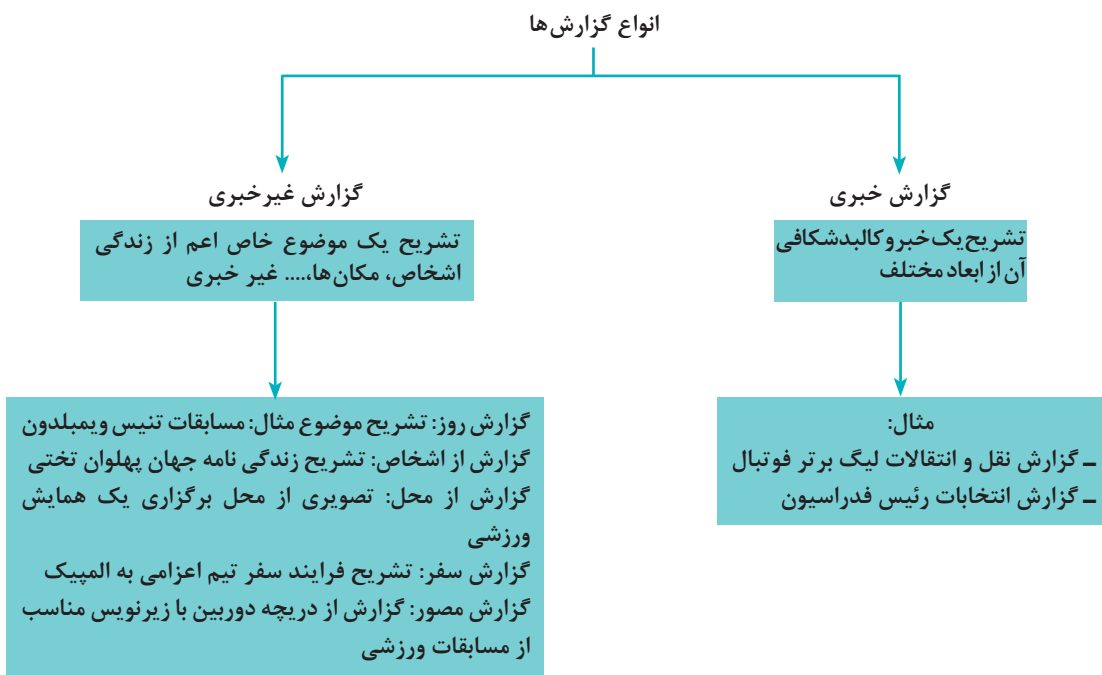 انواع گزارش‌ها
گزارش خبری
تشریح یک خبر و کالبدشکافی
آن از ابعاد مختلف
مثال:
ـ گزارش نقل و انتقالات لیگ برتر فوتبال
ـ گزارش انتخابات رئیس فدراسیون
گزارش غیرخبری
تشریح یک موضوع خاص اعم از زندگی
اشخاص، مکان‌ها،.... غیر خبری
گزارش روز: تشریح موضوع مثال: مسابقات تنیس ویمبلدون
گزارش از اشخاص: تشریح زندگی نامه جهان پهلوان تختی
گزارش از محل: تصویری از محل برگزاری یک همایش
ورزشی
گزارش سفر: تشریح فرایند سفر تیم اعزامی به المپیک
گزارش مصور: گزارش از دریچه دوربین با زیرنویس مناسب
از مسابقات ورزشی